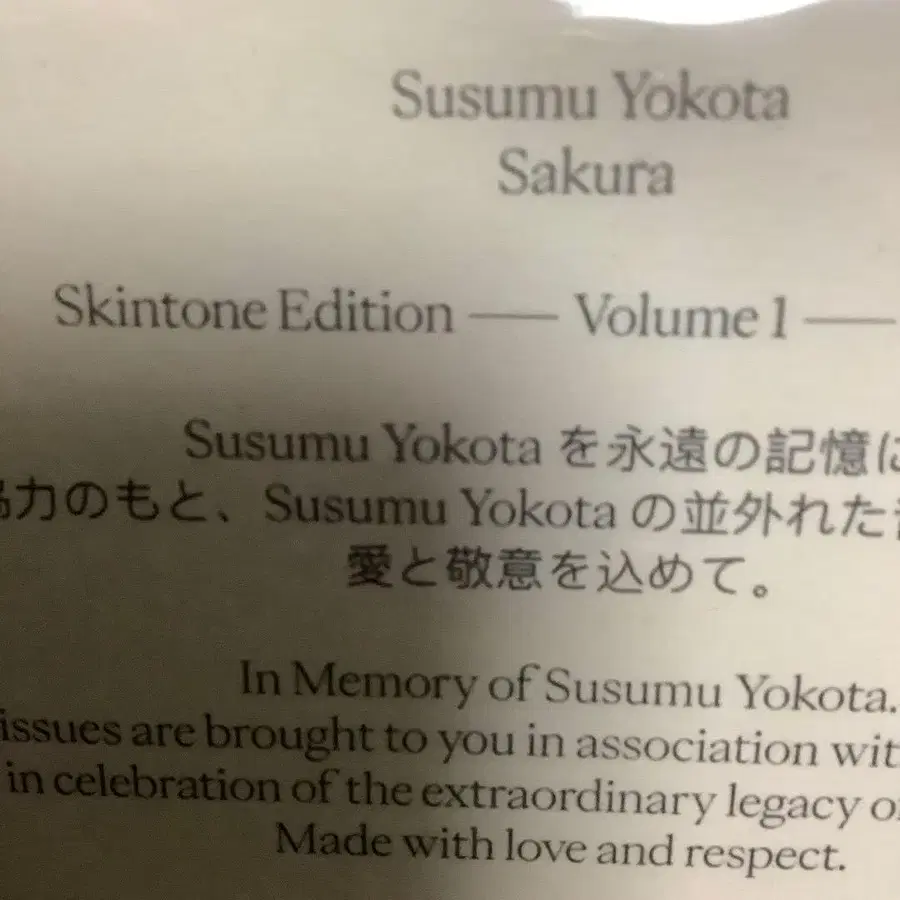 Susumu Yokota
Sakura
Skintone Edition — Volume 1 —
Susumu Yokota を永遠の記憶に
協力のもと、Susumu Yokota の並外れた
愛と敬意を込めて。
In Memory of Susumu Yokota.
issues are brought to you in association
in celebration of the extraordinary legacy
Made with love and respect.